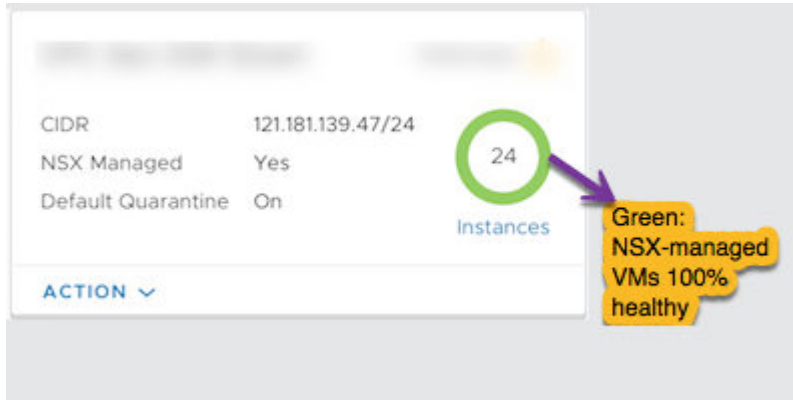 CIDR 121.181.139.47/24
NSX Managed Yes
Default Quarantine On
24
Instances
ACTION
Green:
NSX-managed
VMs 100%
healthy